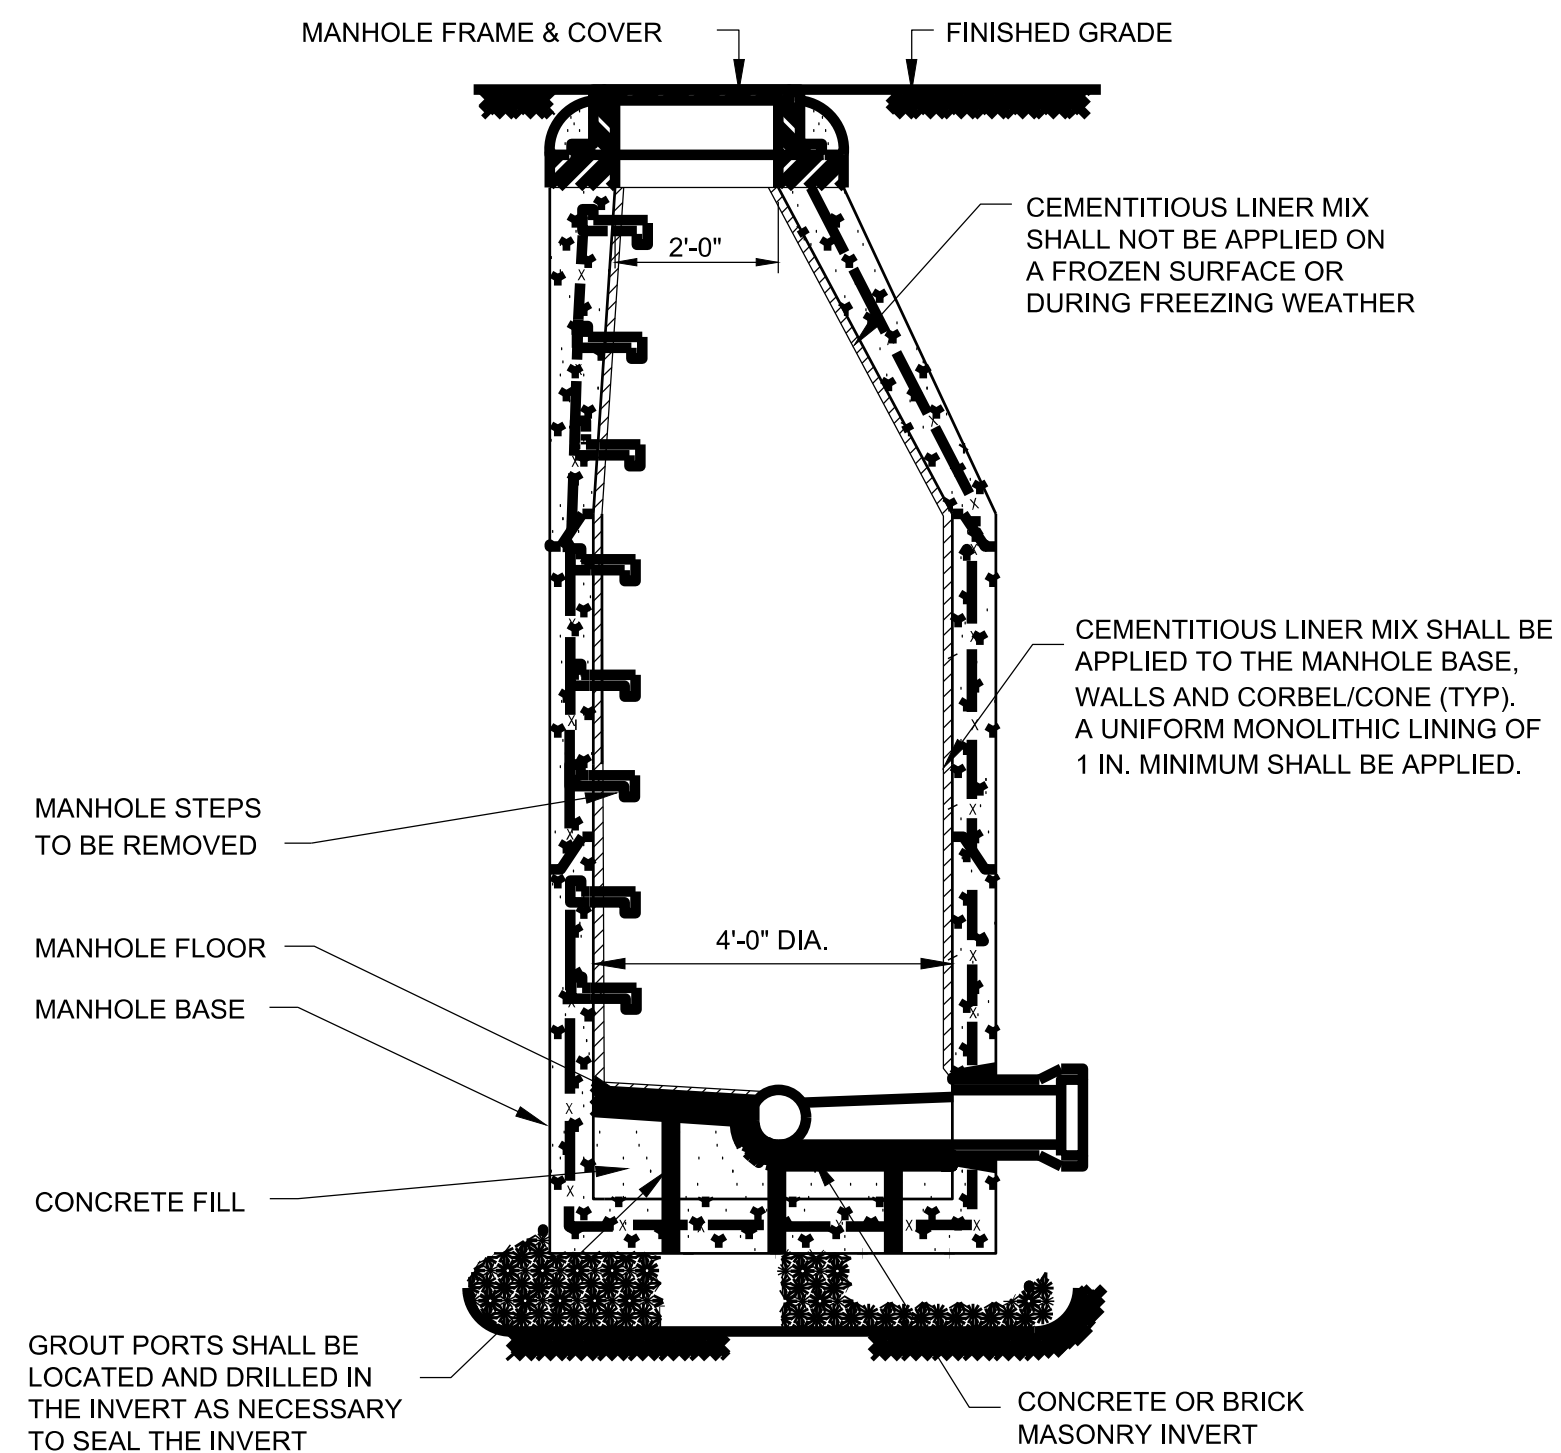 MANHOLE FRAME & COVER
FINISHED GRADE
CEMENTITIOUS LINER MIX
SHALL NOT BE APPLIED ON
A FROZEN SURFACE OR
DURING FREEZING WEATHER
2'-0"
CEMENTITIOUS LINER MIX SHALL BE
APPLIED TO THE MANHOLE BASE,
WALLS AND CORBEL/CONE (TYP).
A UNIFORM MONOLITHIC LINING OF
1 IN. MINIMUM SHALL BE APPLIED.
MANHOLE STEPS
TO BE REMOVED
4'-0" DIA.
MANHOLE FLOOR
MANHOLE BASE
CONCRETE FILL
GROUT PORTS SHALL BE
LOCATED AND DRILLED IN
THE INVERT AS NECESSARY
TO SEAL THE INVERT
CONCRETE OR BRICK
MASONRY INVERT